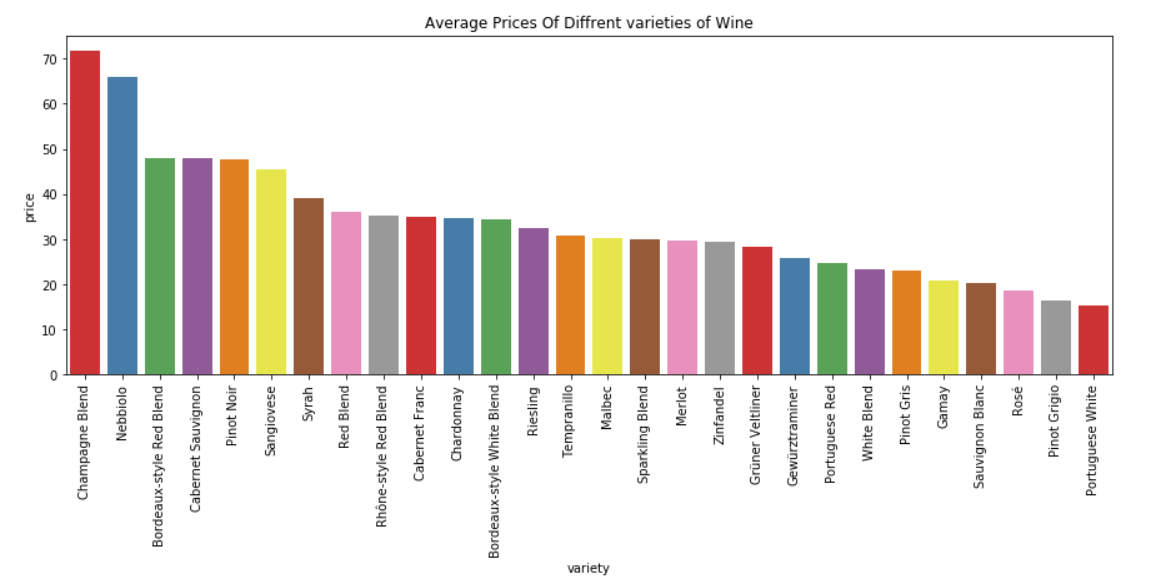 Average Prices Of Diffrent varieties of Wine
price
70
60
50
40
30
20
10
0
Champagne Blend
Nebbiolo
Bordeaux-style Red Blend
Cabernet Sauvignon
Pinot Noir
Sangiovese
Syrah
Red Blend
Rhône-style Red Blend
Cabernet Franc
Chardonnay
Bordeaux-style White Blend
Riesling
Tempranillo
Malbec
Sparkling Blend
Merlot
Zinfandel
Grüner Veltliner
Gewürztraminer
Portuguese Red
White Blend
Pinot Gris
Gamay
Sauvignon Blanc
Rosé
Pinot Grigio
Portuguese White
variety